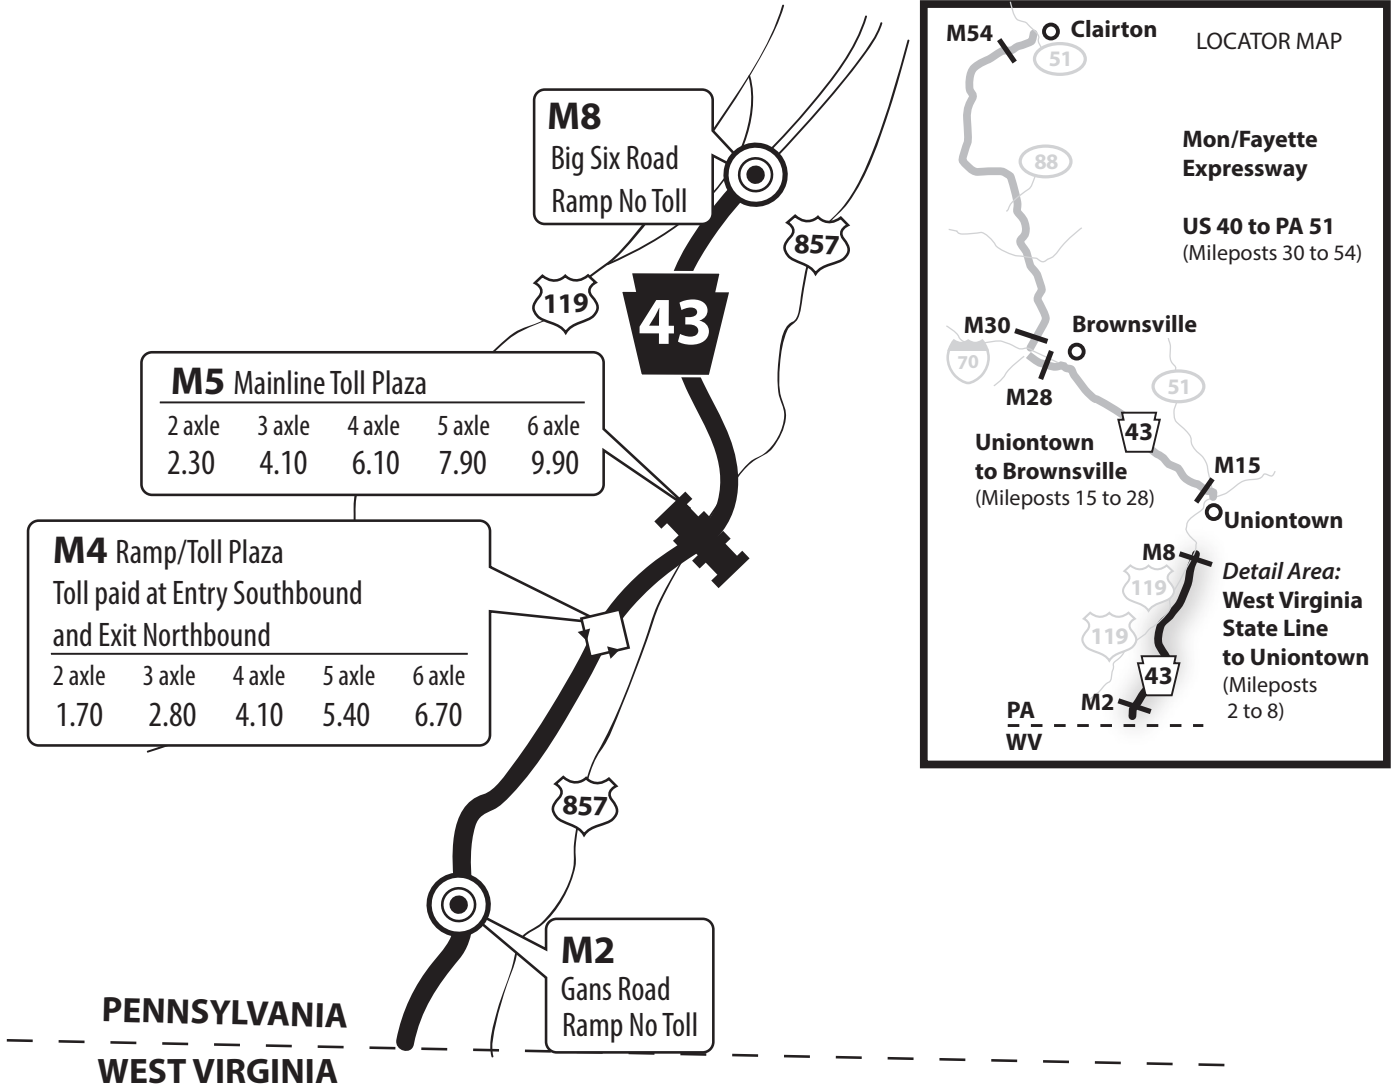 M8
Big Six Road
Ramp No Toll
857
119
43
M5 Mainline Toll Plaza
2 axle 3 axle 4 axle 5 axle 6 axle
2.30 4.10 6.10 7.90 9.90
M4 Ramp/Toll Plaza
Toll paid at Entry Southbound
and Exit Northbound
2 axle 3 axle 4 axle 5 axle 6 axle
1.70 2.80 4.10 5.40 6.70
857
M2
Gans Road
Ramp No Toll
PENNSYLVANIA
WEST VIRGINIA
LOCATOR MAP
M54
Clairton
51
Mon/Fayette
Expressway
88
US 40 to PA 51
(Mileposts 30 to 54)
M30
Brownsville
70
M28
51
43
Uniontown
to Brownsville
(Mileposts 15 to 28)
M15
Uniontown
M8
119
119
Detail Area:
West Virginia
State Line
to Uniontown
(Mileposts
2 to 8)
43
M2
PA
WV